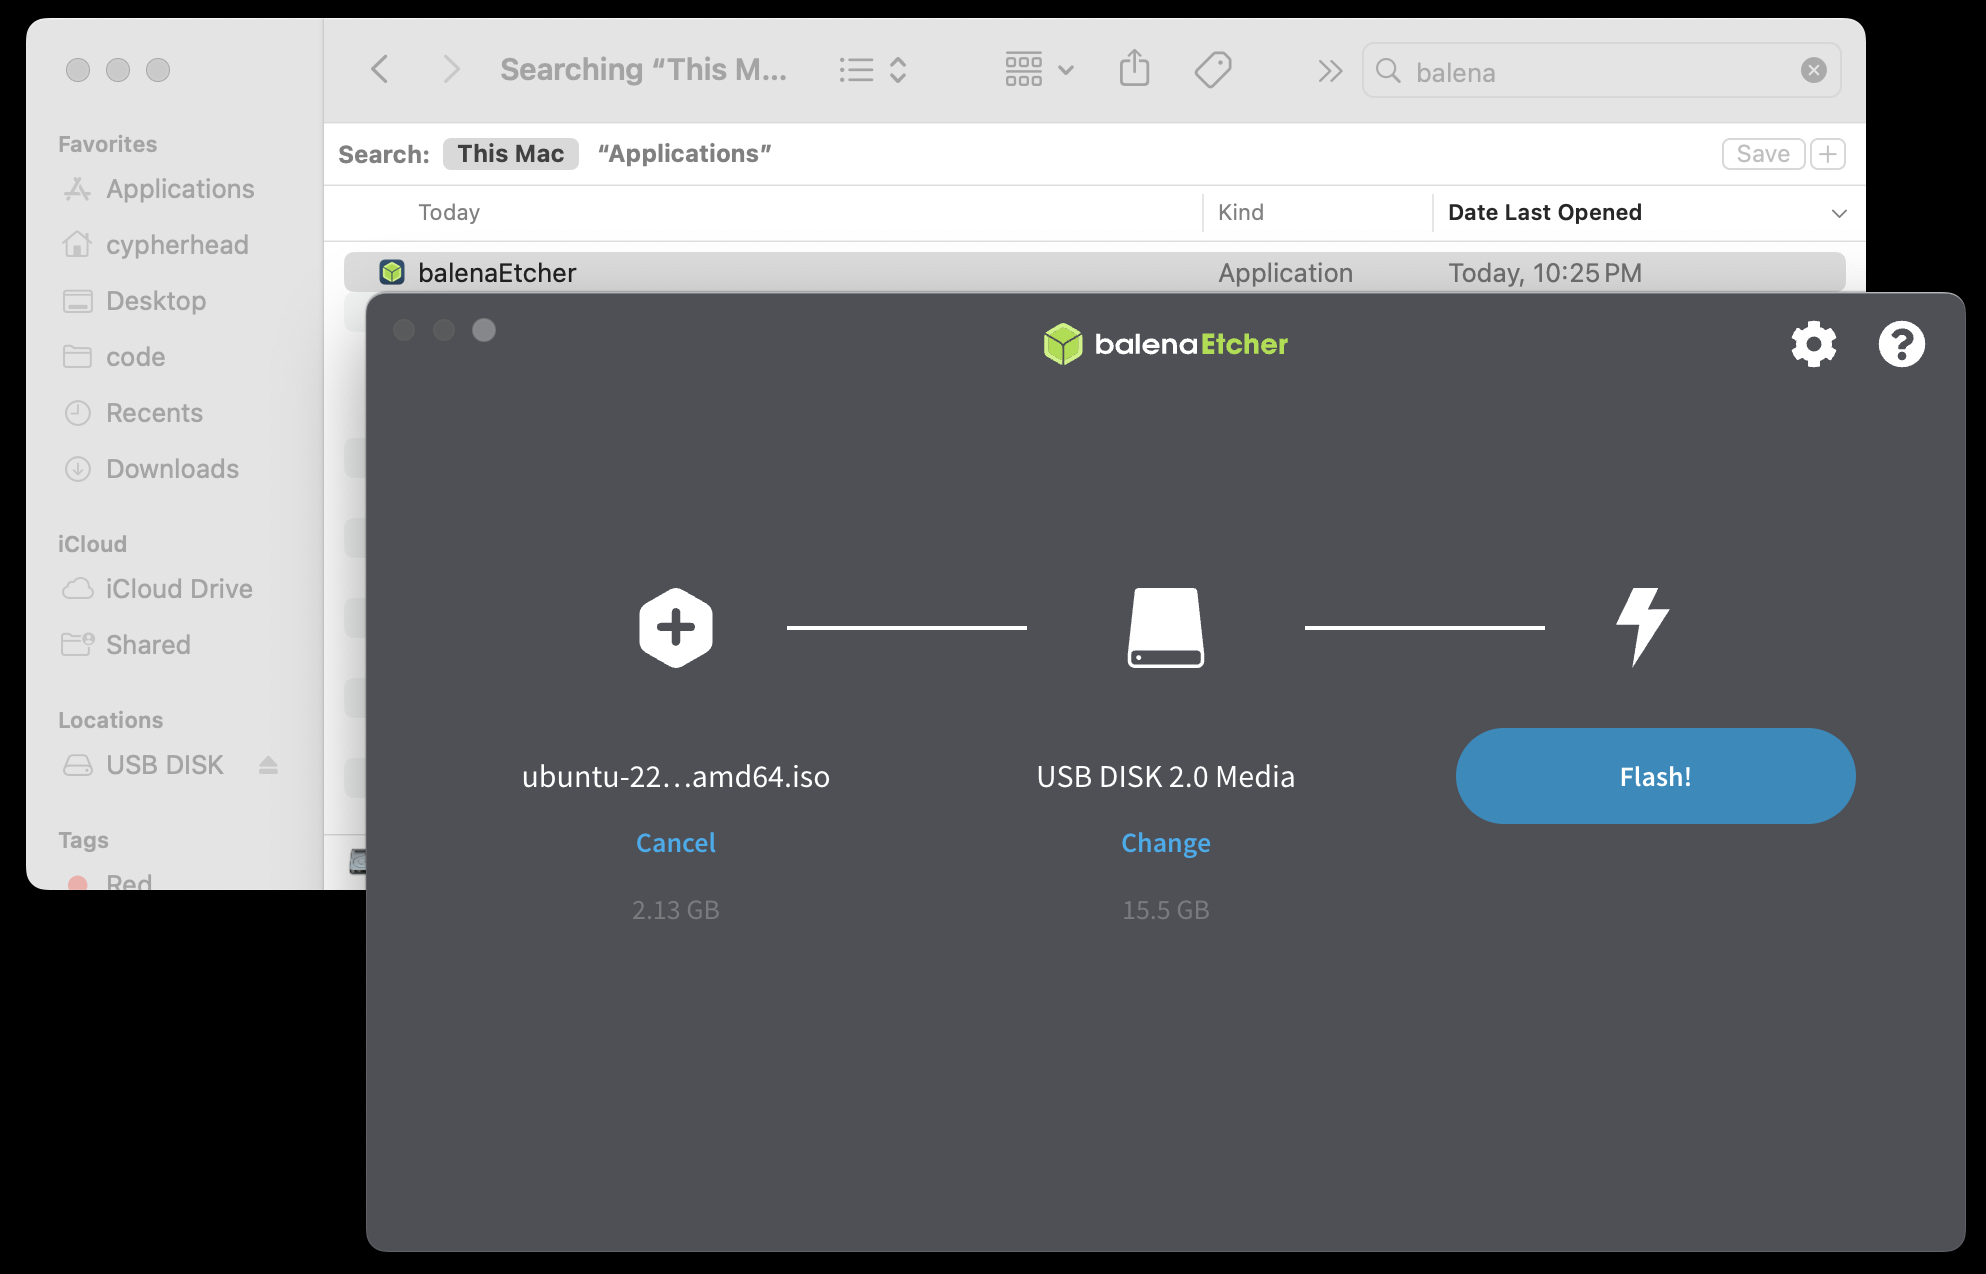 Searching “This M...
balena
Favorites
Applications
cypherhead
Desktop
code
Recents
Downloads
iCloud
iCloud Drive
Shared
Locations
USB DISK
Tags
Red
Search: This Mac “Applications”
Save
Today Kind Date Last Opened
balenaEtcher Application Today, 10:25 PM
balenaEtcher
ubuntu-22...amd64.iso
Cancel
2.13 GB
USB DISK 2.0 Media
Change
15.5 GB
Flash!